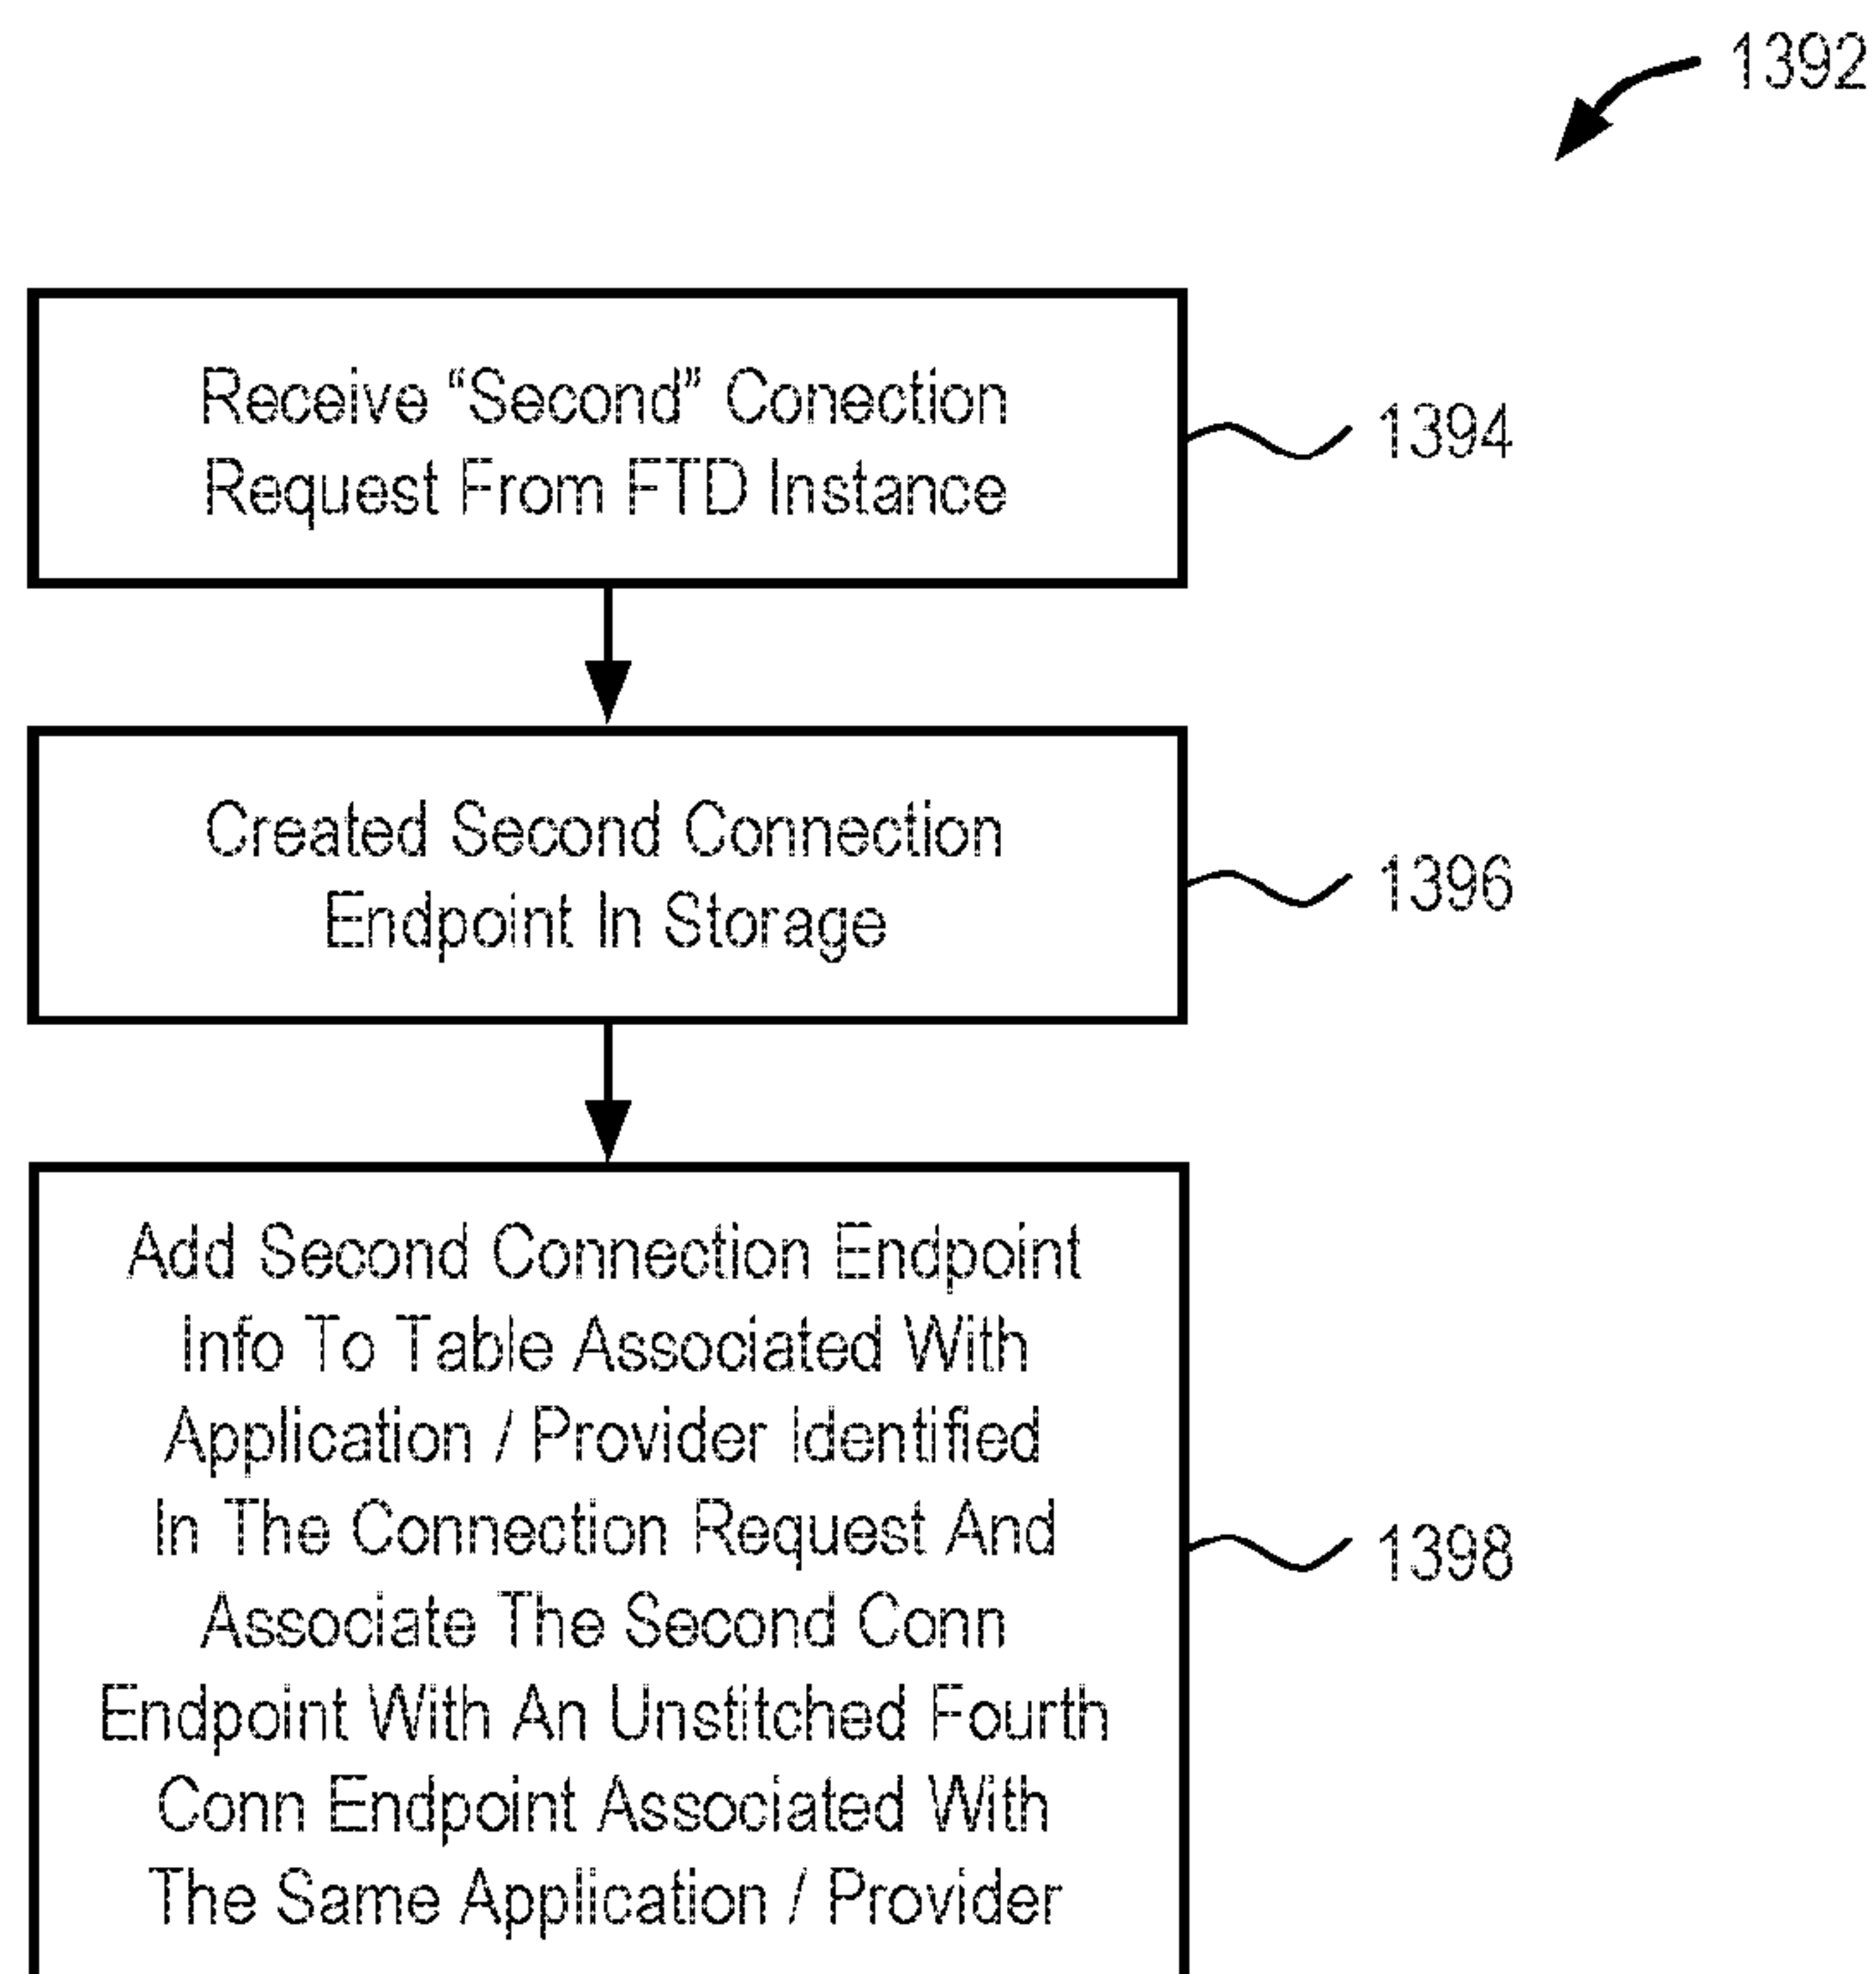 1392
Receive “Second” Conection
Request From FTD Instance
1394
Created Second Connection
Endpoint In Storage
1396
Add Second Connection Endpoint
Info To Table Associated With
Application / Provider Identified
In The Connection Request And
Associate The Second Conn
Endpoint With An Unstitched Fourth
Conn Endpoint Associated With
The Same Application / Provider
1398